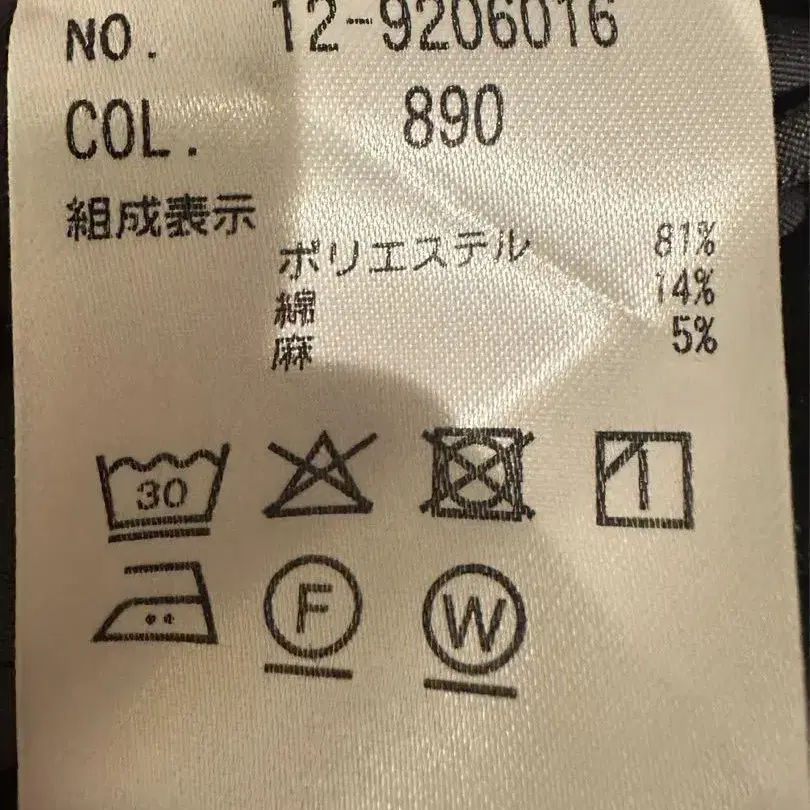 NO. 12-9206016
COL. 890
組成表示
ポリエステル 81%
綿 14%
麻 5%
30
F
W